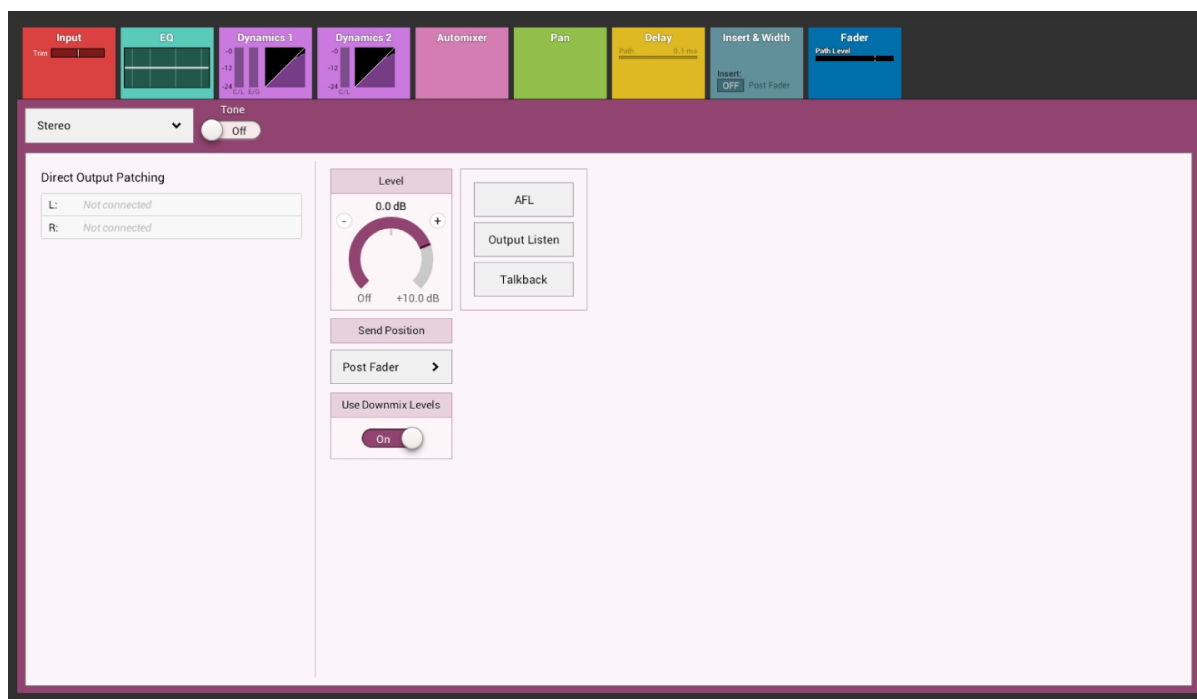 Input
EQ
Dynamics 1
Dynamics 2
Automixer
Pan
Delay
Insert & Width
Fader
Trim
-0
-12
-24
C/L E/G
-0
-12
-24
C/L
Path 0.1 ms
Insert:
OFF Post Fader
Path Level
Stereo
Tone
Off
Direct Output Patching
L: Not connected
R: Not connected
Level
0.0 dB
- +
Off +10.0 dB
AFL
Output Listen
Talkback
Send Position
Post Fader
Use Downmix Levels
On